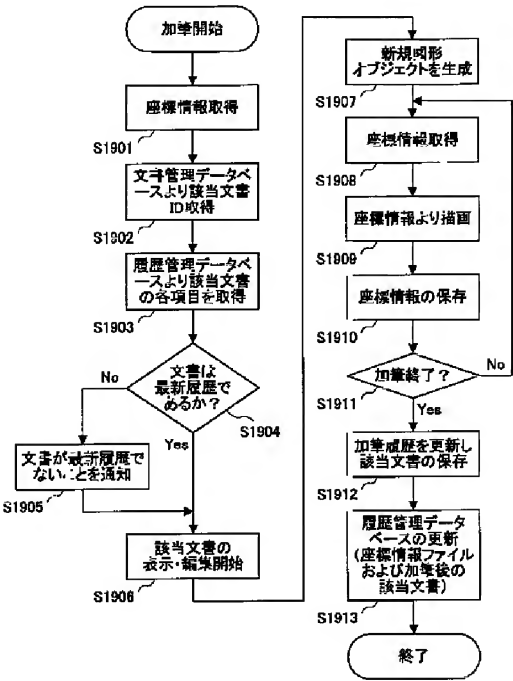 加筆開始
座標情報取得
S1901
文書管理データ
ベースより該当文書
ID取得
S1902
履歴管理データ
ベースより該当文書
の各項目を取得
S1903
文書は
最新履歴で
あるか？
S1904
No
Yes
文書が最新履歴で
ないことを通知
S1905
該当文書の
表示・編集開始
S1906
新規図形
オブジェクトを生成
S1907
座標情報取得
S1908
座標情報より描画
S1909
座標情報の保存
S1910
加筆終了？
No
S1911
Yes
加筆履歴を更新し
該当文書の保存
S1912
履歴管理データ
ベースの更新
(座標情報ファイル
および加筆後の
該当文書)
S1913
終了